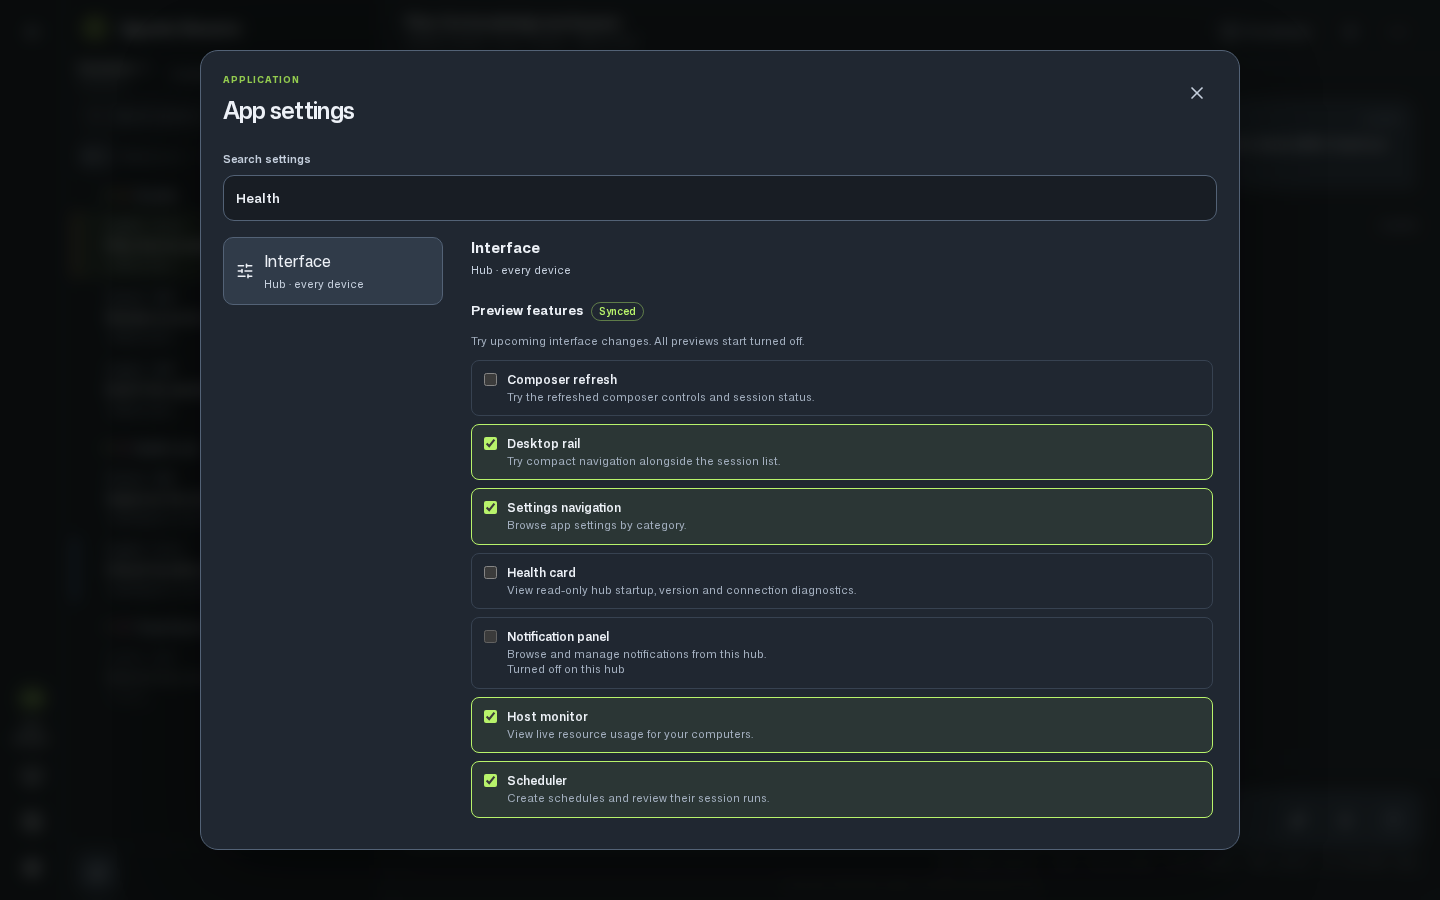 APPLICATION
App settings
Search settings
Health
Interface
Hub · every device
Interface
Hub · every device
Preview features Synced
Try upcoming interface changes. All previews start turned off.
Composer refresh
Try the refreshed composer controls and session status.
Desktop rail
Try compact navigation alongside the session list.
Settings navigation
Browse app settings by category.
Health card
View read-only hub startup, version and connection diagnostics.
Notification panel
Browse and manage notifications from this hub.
Turned off on this hub
Host monitor
View live resource usage for your computers.
Scheduler
Create schedules and review their session runs.